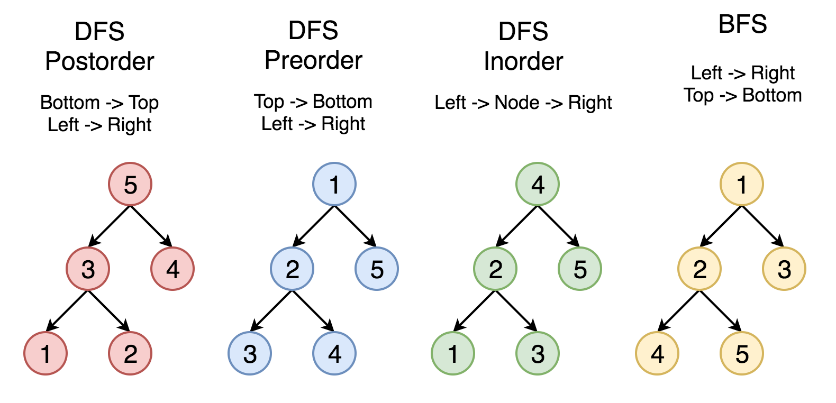 DFS
Postorder
Bottom -> Top
Left -> Right
5
3
4
1
2
DFS
Preorder
Top -> Bottom
Left -> Right
1
2
5
3
4
DFS
Inorder
Left -> Node -> Right
4
2
5
1
3
BFS
Left -> Right
Top -> Bottom
1
2
3
4
5